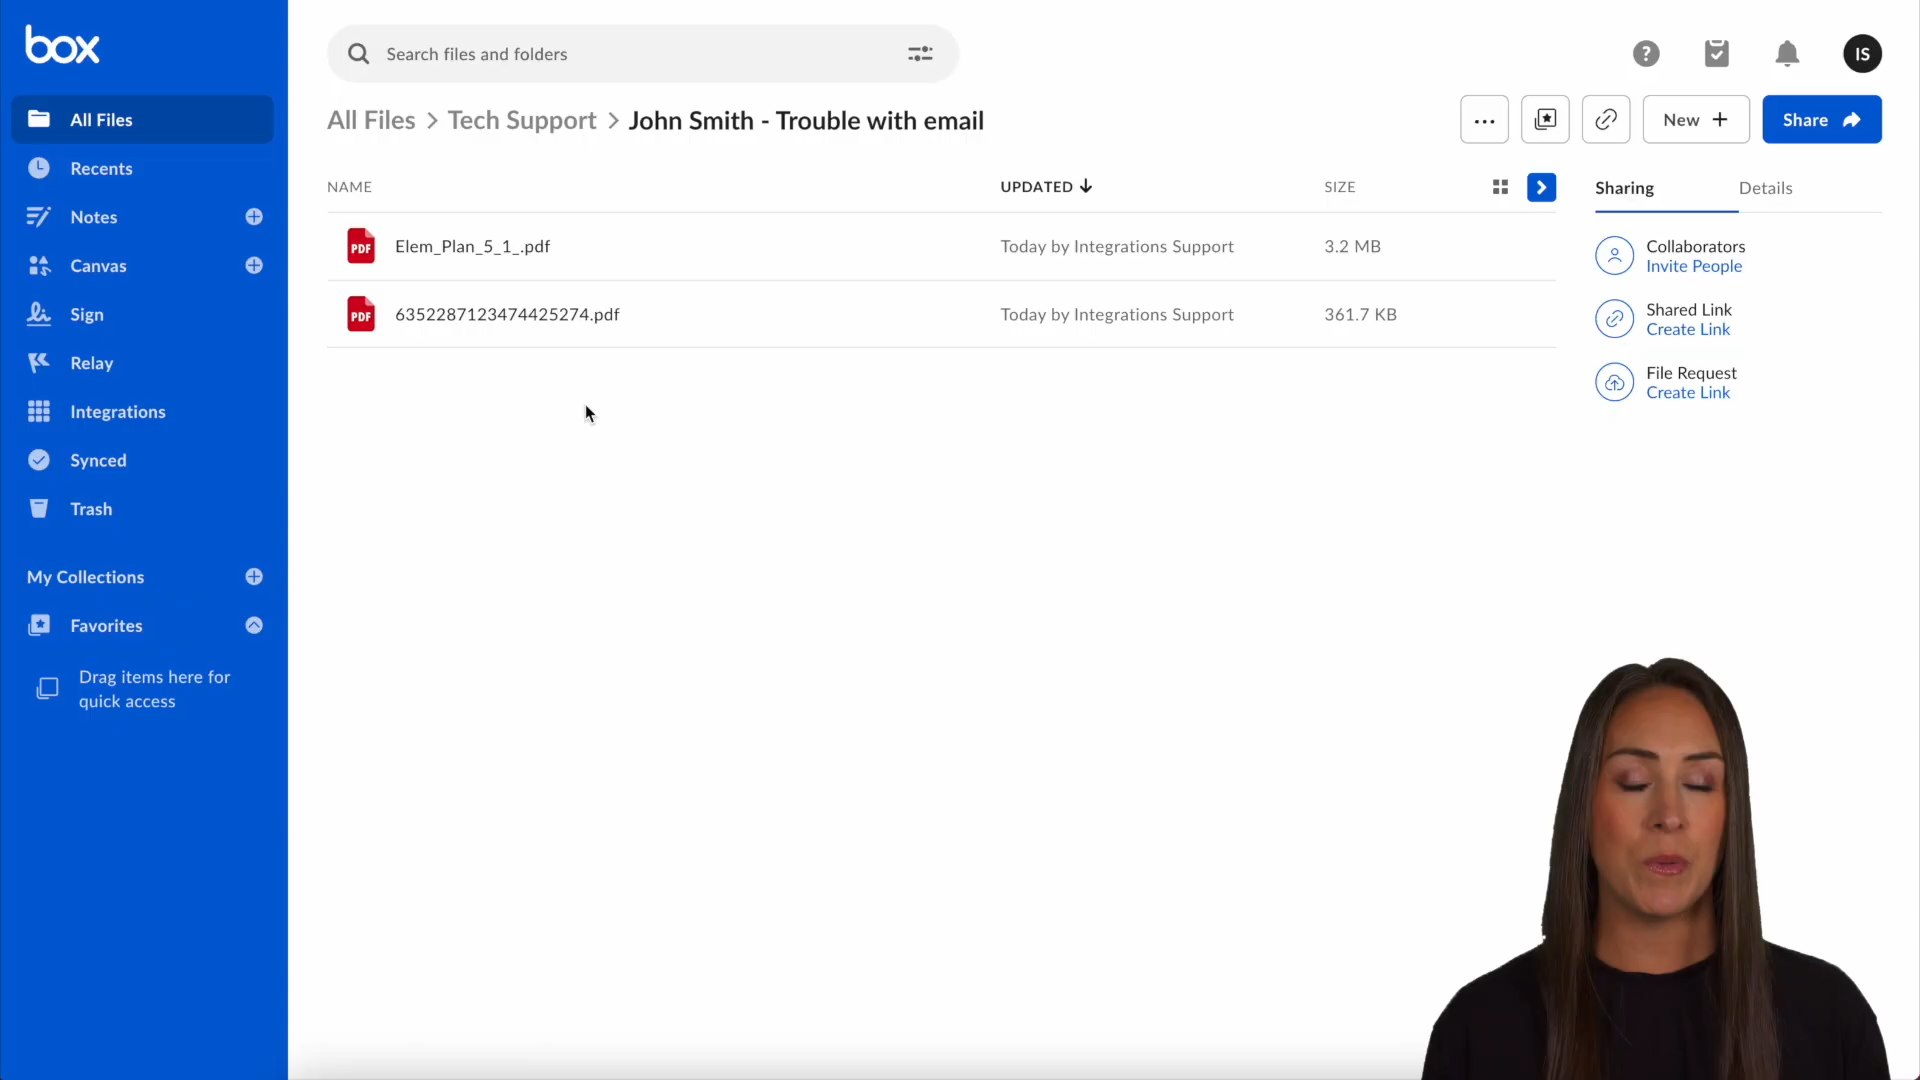 box
Search files and folders
IS
All Files > Tech Support > John Smith - Trouble with email
New +
Share
All Files
Recents
Notes
Canvas
Sign
Relay
Integrations
Synced
Trash
My Collections
Favorites
Drag items here for
quick access
NAME
UPDATED
SIZE
PDF
Elem_Plan_5_1_.pdf
Today by Integrations Support
3.2 MB
PDF
6352287123474425274.pdf
Today by Integrations Support
361.7 KB
Sharing
Details
Collaborators
Invite People
Shared Link
Create Link
File Request
Create Link